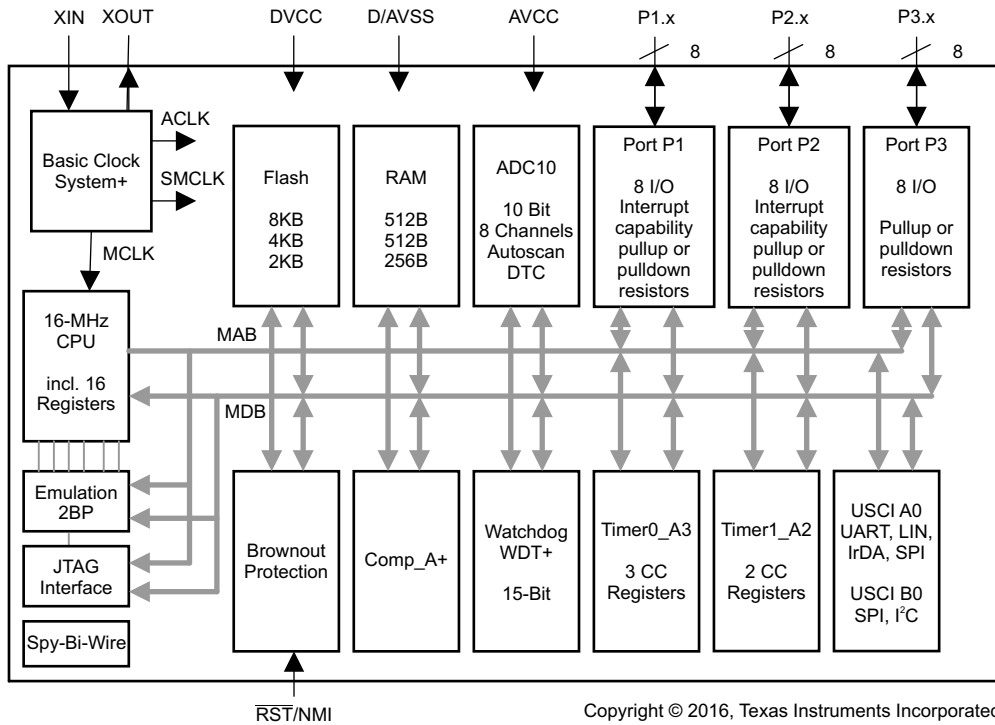 XIN XOUT DVCC D/AVSS AVCC P1.x P2.x P3.x
8 8 8
Basic Clock
System+
ACLK
SMCLK
MCLK
Flash
8KB
4KB
2KB
RAM
512B
512B
256B
ADC10
10 Bit
8 Channels
Autoscan
DTC
Port P1
8 I/O
Interrupt
capability
pullup or
pulldown
resistors
Port P2
8 I/O
Interrupt
capability
pullup or
pulldown
resistors
Port P3
8 I/O
Pullup or
pulldown
resistors
16-MHz
CPU
incl. 16
Registers
MAB
MDB
Emulation
2BP
JTAG
Interface
Spy-Bi-Wire
Brownout
Protection
Comp_A+
Watchdog
WDT+
15-Bit
Timer0_A3
3 CC
Registers
Timer1_A2
2 CC
Registers
USCI A0
UART, LIN,
IrDA, SPI
USCI B0
SPI, I²C
RST/NMI
Copyright © 2016, Texas Instruments Incorporated